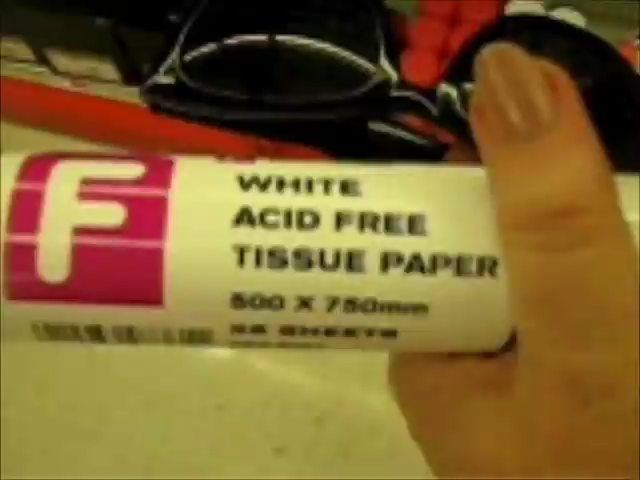 F
WHITE
ACID FREE
TISSUE PAPER
500 X 750mm
SHEETS